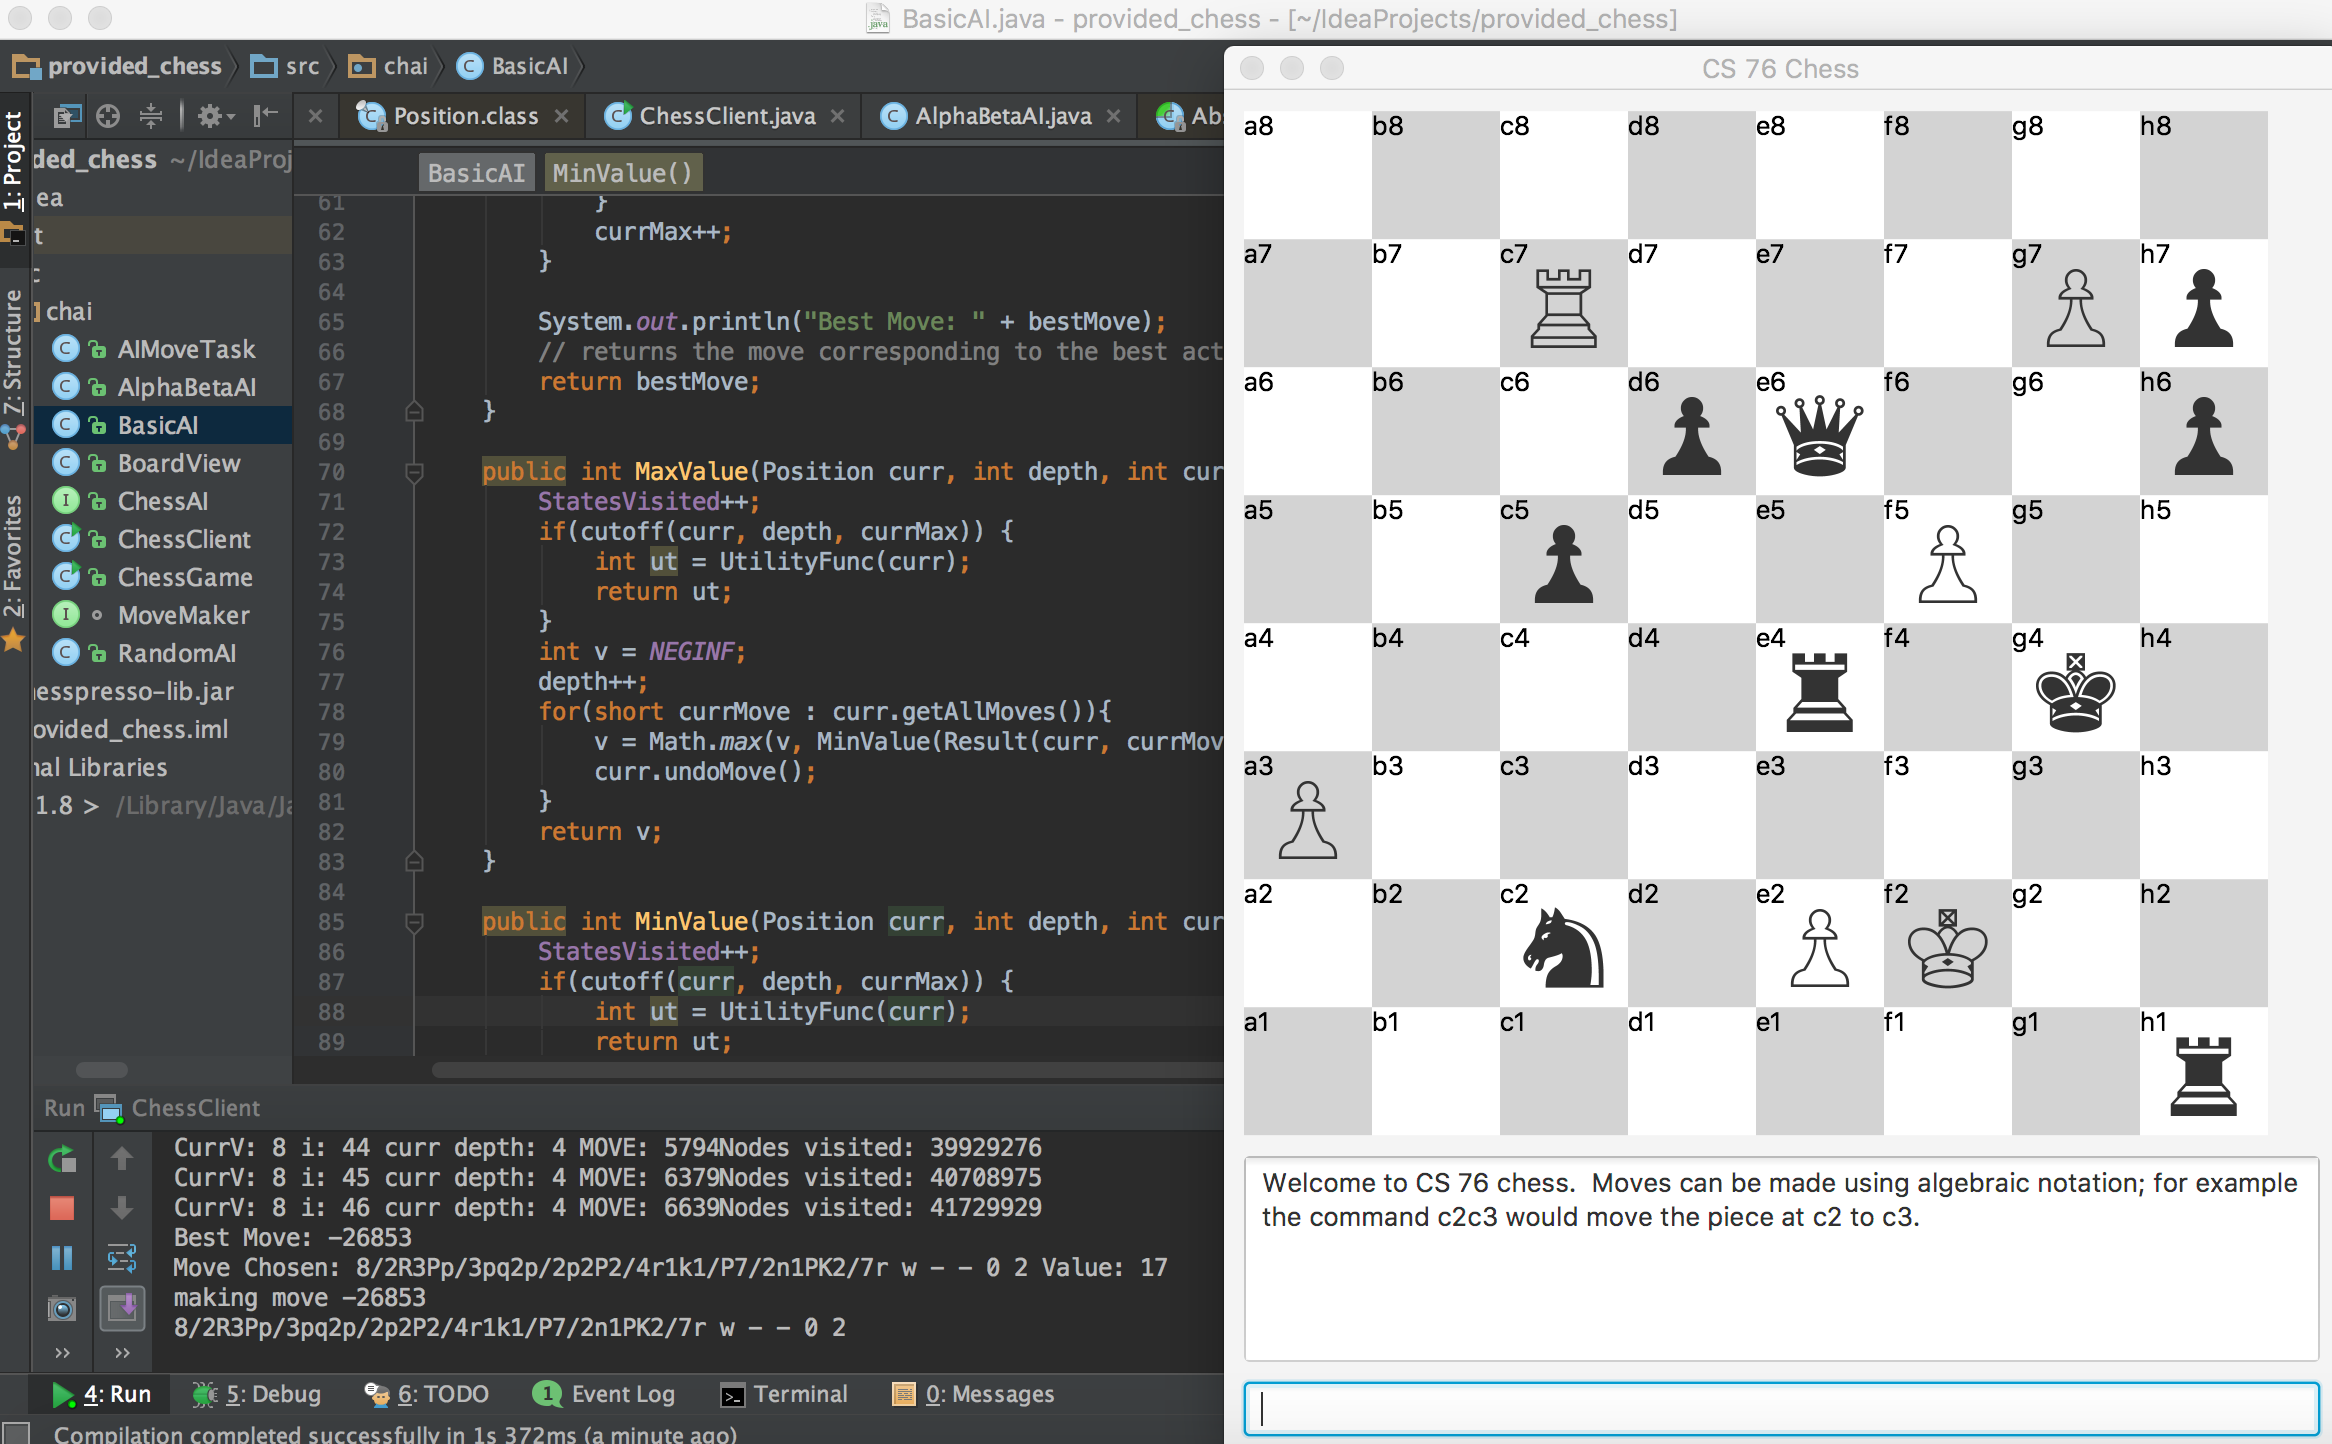 BasicAI.java - provided_chess - [~/IdeaProjects/provided_chess]
provided_chess
src
chai
BasicAI
Position.class
ChessClient.java
AlphaBetaAI.java
Ab
1: Project
7: Structure
2: Favorites
ded_chess ~/IdeaProj
ea
t
c
chai
AIMoveTask
AlphaBetaAI
BasicAI
BoardView
ChessAI
ChessClient
ChessGame
MoveMaker
RandomAI
esspresso-lib.jar
ovided_chess.iml
nal Libraries
1.8 > /Library/Java/Ja
BasicAI MinValue()
61 }
62 currMax++;
63 }
64
65 System.out.println("Best Move: " + bestMove);
66 // returns the move corresponding to the best act
67 return bestMove;
68 }
69
70 public int MaxValue(Position curr, int depth, int cur
71 StatesVisited++;
72 if(cutoff(curr, depth, currMax)) {
73 int ut = UtilityFunc(curr);
74 return ut;
75 }
76 int v = NEGINF;
77 depth++;
78 for(short currMove : curr.getAllMoves()){
79 v = Math.max(v, MinValue(Result(curr, currMov
80 curr.undoMove();
81 }
82 return v;
83 }
84
85 public int MinValue(Position curr, int depth, int cur
86 StatesVisited++;
87 if(cutoff(curr, depth, currMax)) {
88 int ut = UtilityFunc(curr);
89 return ut;
Run ChessClient
CurrV: 8 i: 44 curr depth: 4 MOVE: 5794Nodes visited: 39929276
CurrV: 8 i: 45 curr depth: 4 MOVE: 6379Nodes visited: 40708975
CurrV: 8 i: 46 curr depth: 4 MOVE: 6639Nodes visited: 41729929
Best Move: -26853
Move Chosen: 8/2R3Pp/3pq2p/2p2P2/4r1k1/P7/2n1PK2/7r w - - 0 2 Value: 17
making move -26853
8/2R3Pp/3pq2p/2p2P2/4r1k1/P7/2n1PK2/7r w - - 0 2
4: Run
5: Debug
6: TODO
1 Event Log
Terminal
0: Messages
Compilation completed successfully in 1s 372ms (a minute ago)
CS 76 Chess
a8 b8 c8 d8 e8 f8 g8 h8
a7 b7 c7 d7 e7 f7 g7 h7
a6 b6 c6 d6 e6 f6 g6 h6
a5 b5 c5 d5 e5 f5 g5 h5
a4 b4 c4 d4 e4 f4 g4 h4
a3 b3 c3 d3 e3 f3 g3 h3
a2 b2 c2 d2 e2 f2 g2 h2
a1 b1 c1 d1 e1 f1 g1 h1
Welcome to CS 76 chess.  Moves can be made using algebraic notation; for example
the command c2c3 would move the piece at c2 to c3.